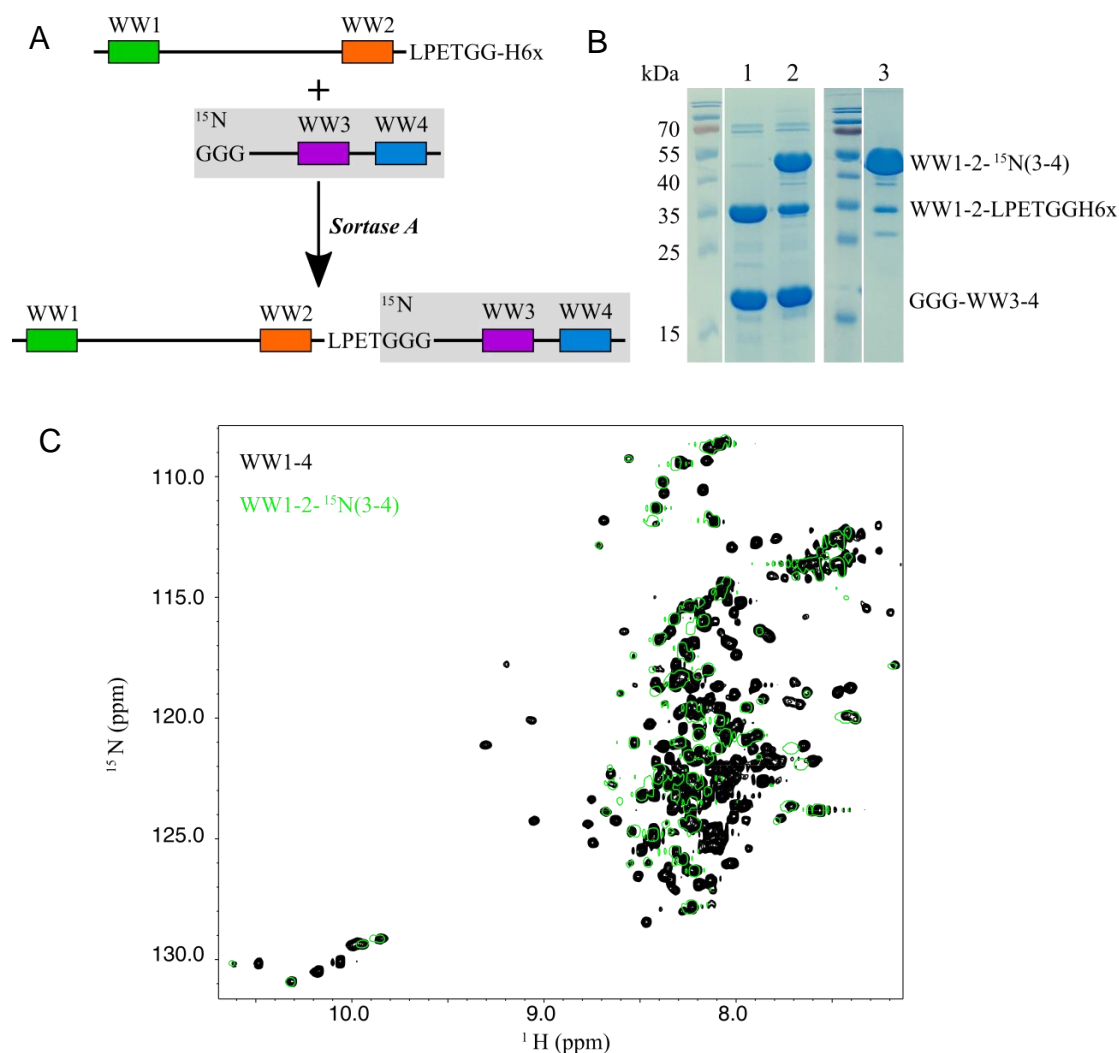 A
WW1 WW2
LPETGG-H6x
+
15N
WW3 WW4
GGG
Sortase A
WW1 WW2 15N WW3 WW4
LPETGGG
B
kDa 1 2 3
70
55
40
35
25
15
WW1-2-15N(3-4)
WW1-2-LPETGGH6x
GGG-WW3-4
C
WW1-4
WW1-2-15N(3-4)
110.0
115.0
120.0
125.0
130.0
15N (ppm)
10.0 9.0 8.0
1H (ppm)